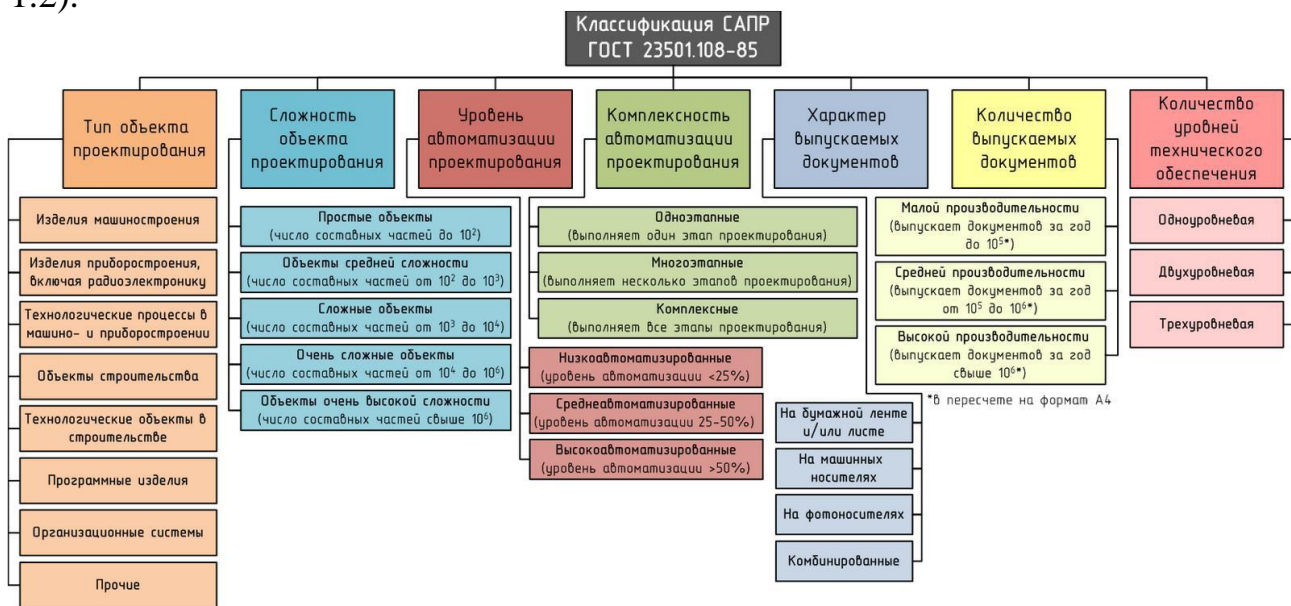 1.2).
Классификация САПР
ГОСТ 23501.108-85
Тип объекта
проектирования
Изделия машиностроения
Изделия приборостроения,
включая радиоэлектронику
Технологические процессы в
машино- и приборостроении
Объекты строительства
Технологические объекты в
строительстве
Программные изделия
Организационные системы
Прочие
Сложность
объекта
проектирования
Простые объекты
(число составных частей до 10²)
Объекты средней сложности
(число составных частей от 10² до 10³)
Сложные объекты
(число составных частей от 10³ до 10⁴)
Очень сложные объекты
(число составных частей от 10⁴ до 10⁶)
Объекты очень высокой сложности
(число составных частей свыше 10⁶)
Уровень
автоматизации
проектирования
Низкоавтоматизированные
(уровень автоматизации <25%)
Среднеавтоматизированные
(уровень автоматизации 25-50%)
Высокоавтоматизированные
(уровень автоматизации >50%)
Комплексность
автоматизации
проектирования
Одноэтапные
(выполняет один этап проектирования)
Многоэтапные
(выполняет несколько этапов проектирования)
Комплексные
(выполняет все этапы проектирования)
Характер
выпускаемых
документов
На бумажной ленте
и/или листе
На машинных
носителях
На фотоносителях
Комбинированные
Количество
выпускаемых
документов
Малой производительности
(выпускает документов за год
до 10⁵*)
Средней производительности
(выпускает документов за год
от 10⁵ до 10⁶*)
Высокой производительности
(выпускает документов за год
свыше 10⁶*)
*в пересчете на формат А4
Количество
уровней
технического
обеспечения
Одноуровневая
Двухуровневая
Трехуровневая